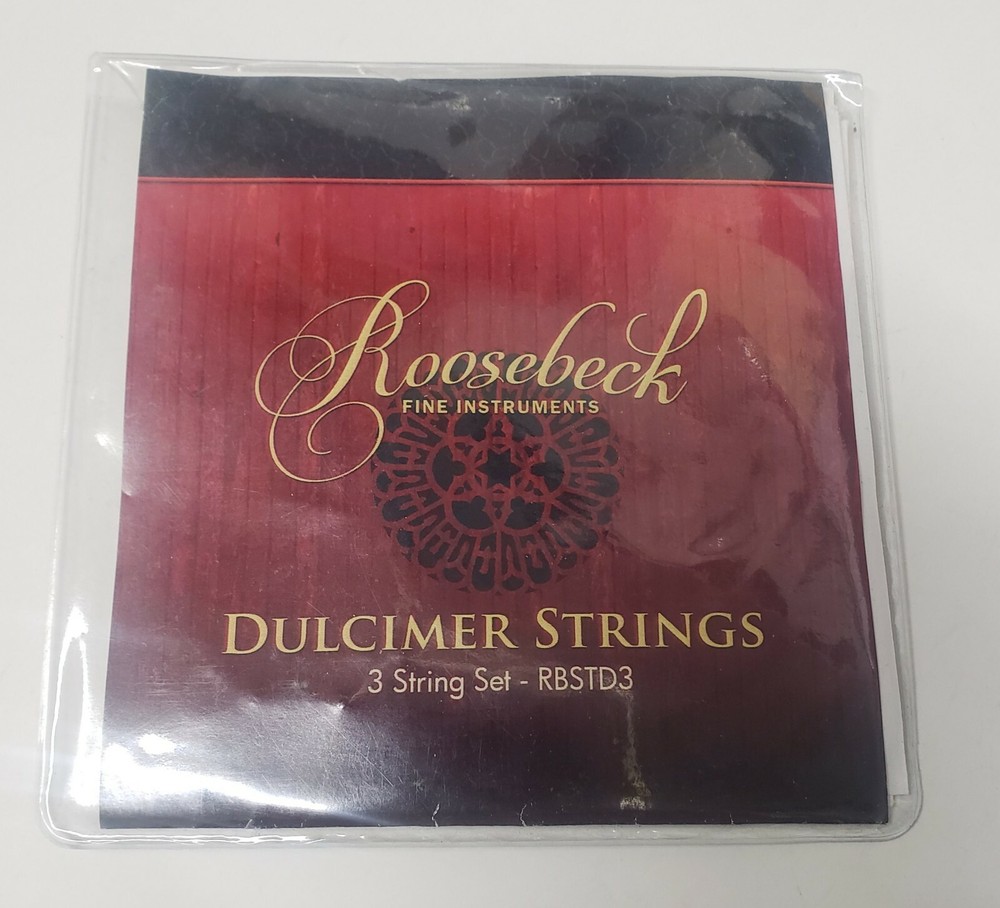 Roosebeck
FINE INSTRUMENTS
DULCIMER STRINGS
3 String Set - RBSTD3